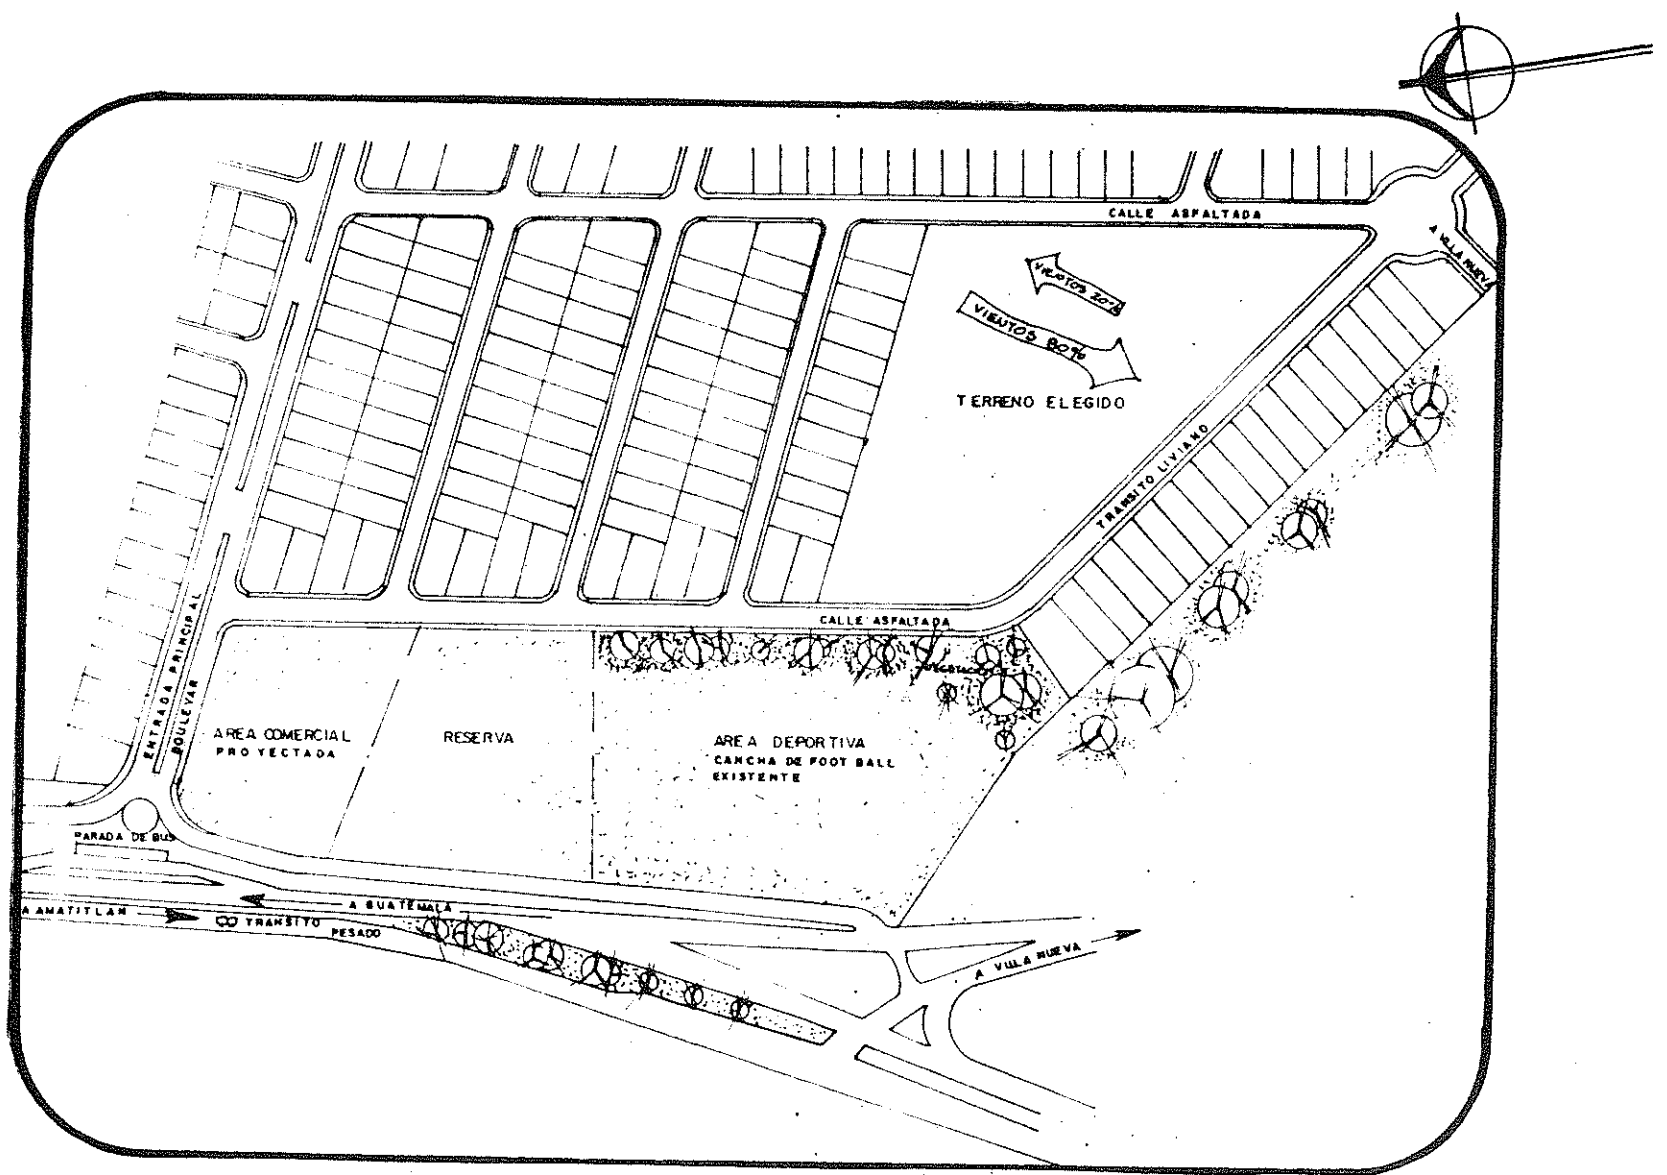 CALLE ASFALTADA
A VILLA NUEVA
VIENTOS 20%
VIENTOS 80%
TERRENO ELEGIDO
TRANSITO LIVIANO
CALLE ASFALTADA
ENTRADA PRINCIPAL
BOULEVAR
AREA COMERCIAL
PROYECTADA
RESERVA
AREA DEPORTIVA
CANCHA DE FOOT BALL
EXISTENTE
PARADA DE BUS
A AMATITLAN
A GUATEMALA
TRANSITO
PESADO
A VILLA NUEVA